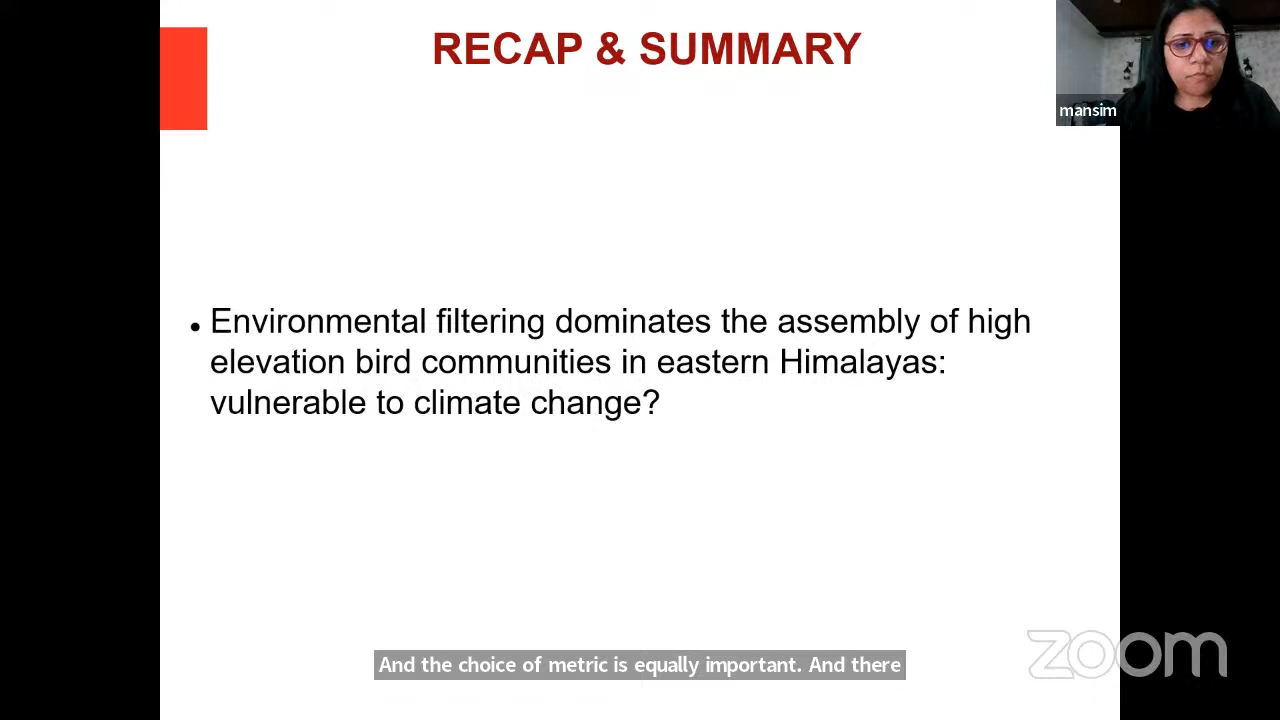 RECAP & SUMMARY
mansim
• Environmental filtering dominates the assembly of high
elevation bird communities in eastern Himalayas:
vulnerable to climate change?
And the choice of metric is equally important. And there
zoom